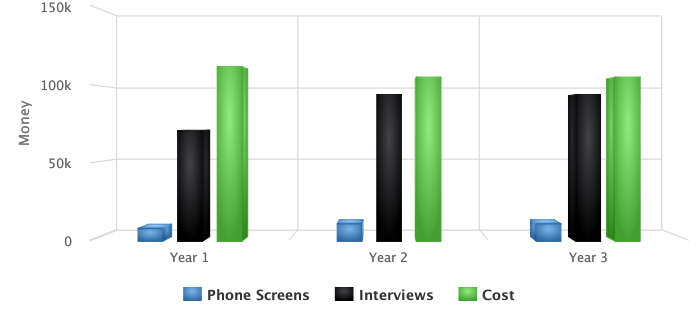 150k
100k
50k
0
Money
Year 1 Year 2 Year 3
Phone Screens Interviews Cost